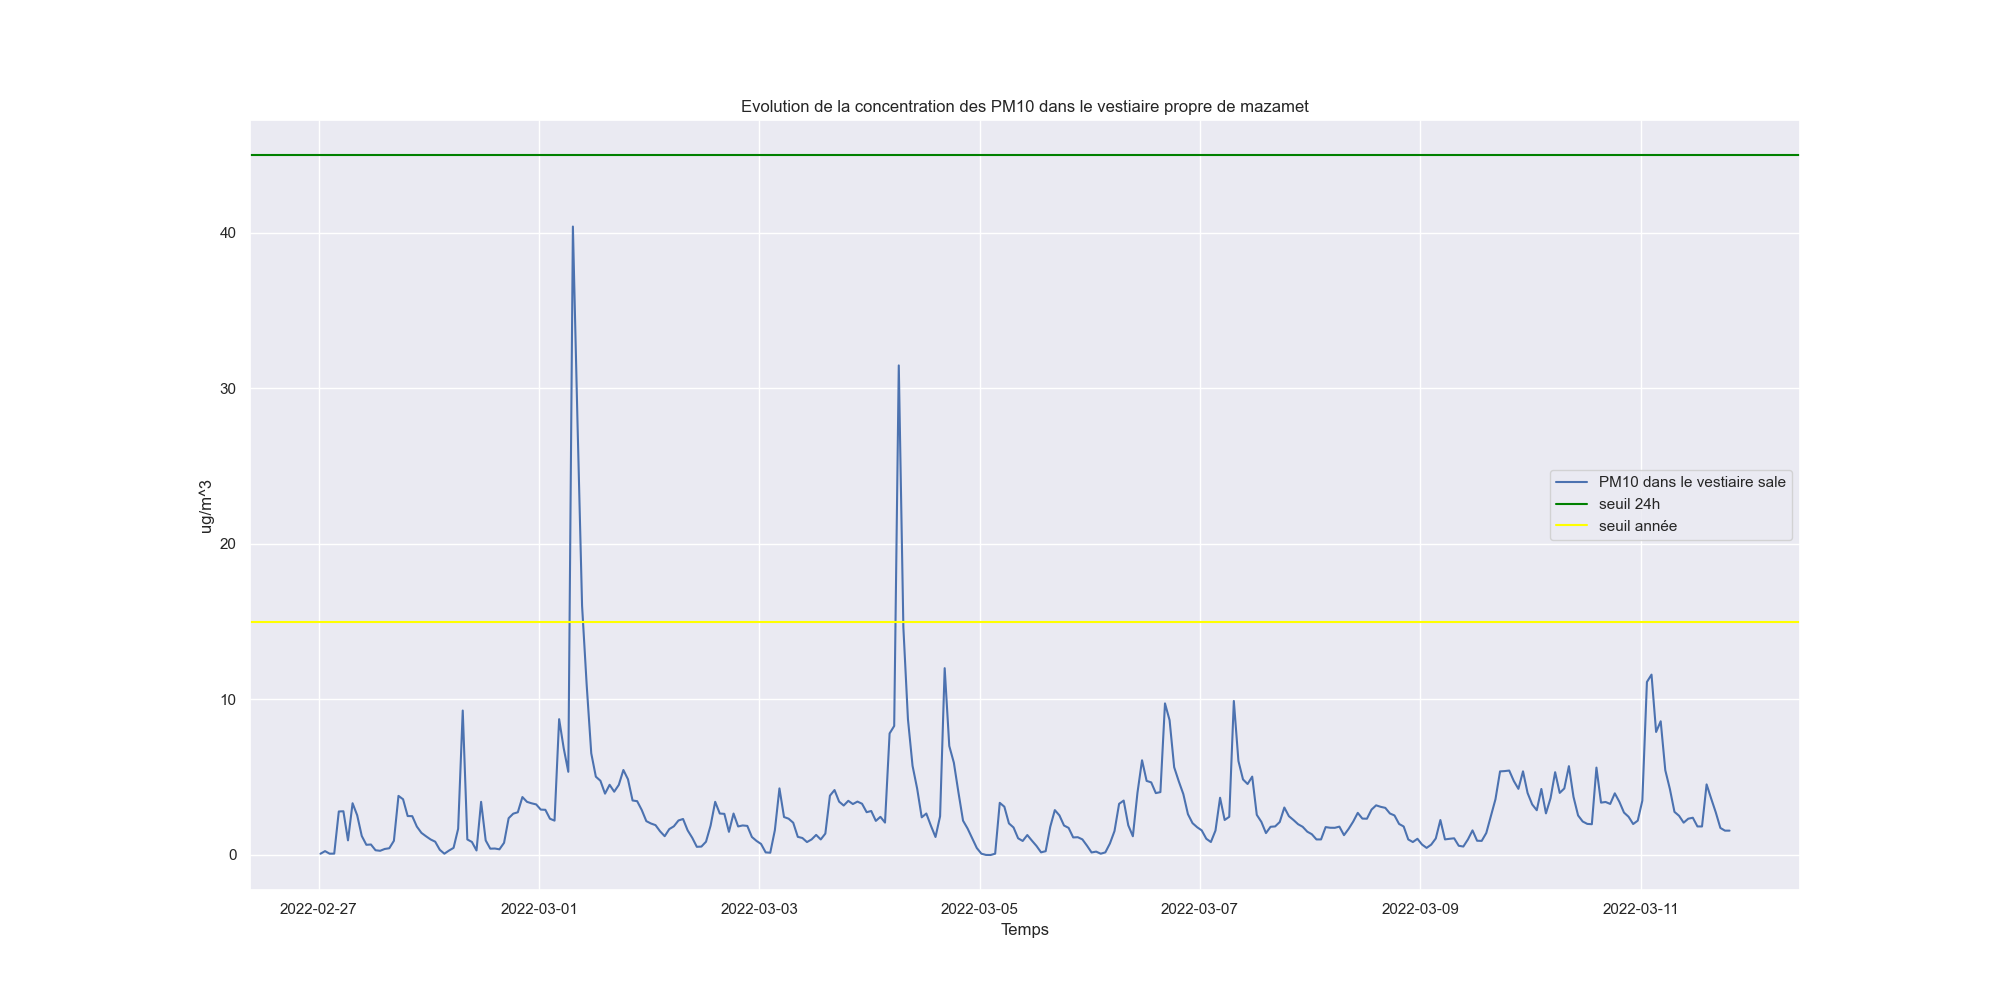 Evolution de la concentration des PM10 dans le vestiaire propre de mazamet
ug/m^3
40
30
20
10
0
PM10 dans le vestiaire sale
seuil 24h
seuil année
2022-02-27
2022-03-01
2022-03-03
2022-03-05
2022-03-07
2022-03-09
2022-03-11
Temps